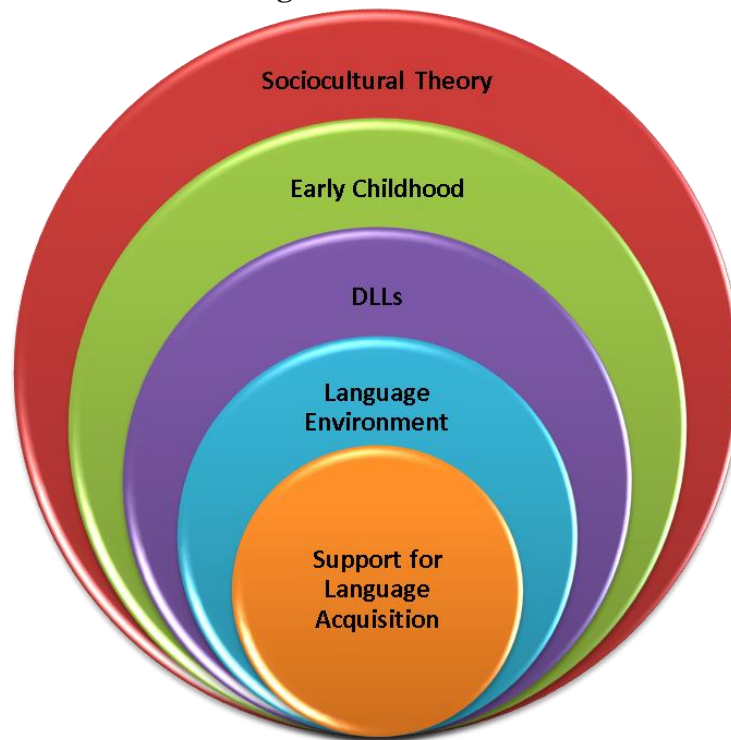 Sociocultural Theory
Early Childhood
DLLs
Language
Environment
Support for
Language
Acquisition